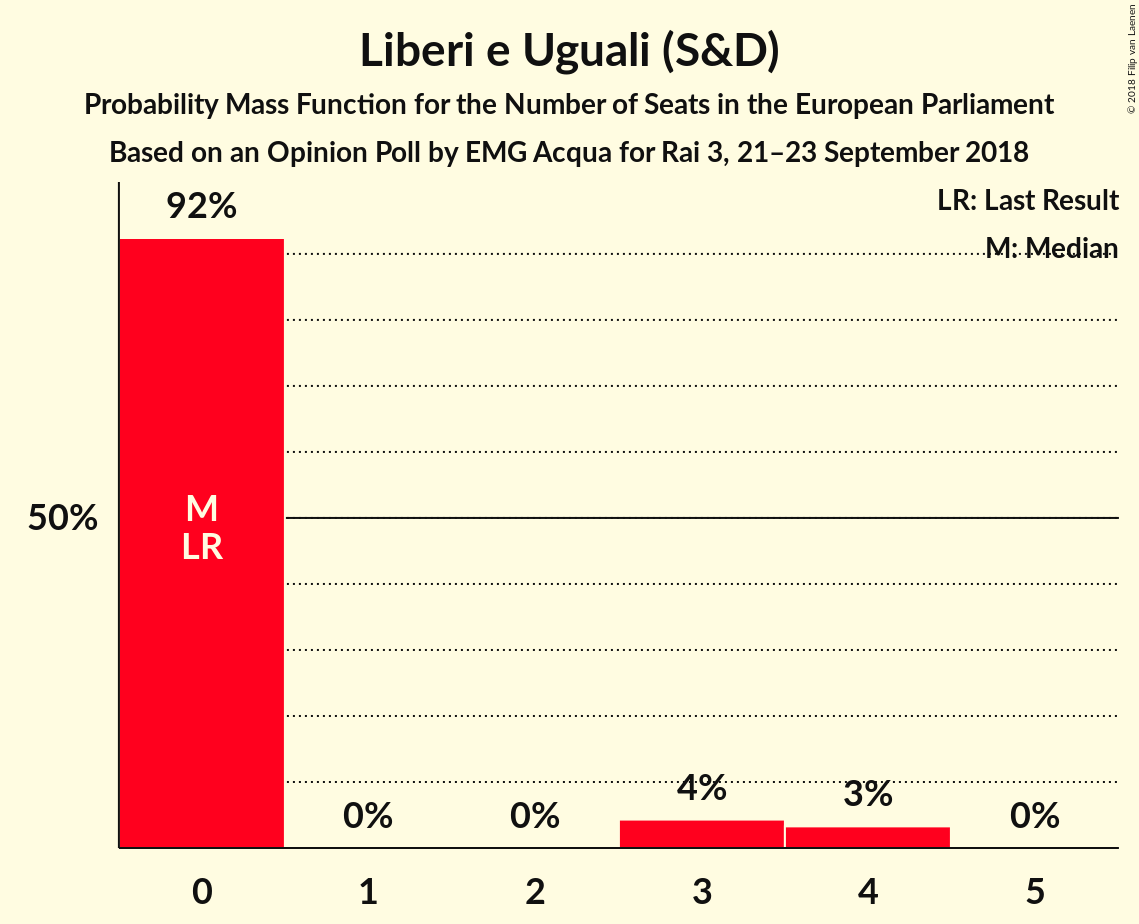 Liberi e Uguali (S&D)
Probability Mass Function for the Number of Seats in the European Parliament
Based on an Opinion Poll by EMG Acqua for Rai 3, 21–23 September 2018
© 2018 Filip van Laenen
LR: Last Result
M: Median
92%
50%
M
LR
0%
0%
4%
3%
0%
0
1
2
3
4
5